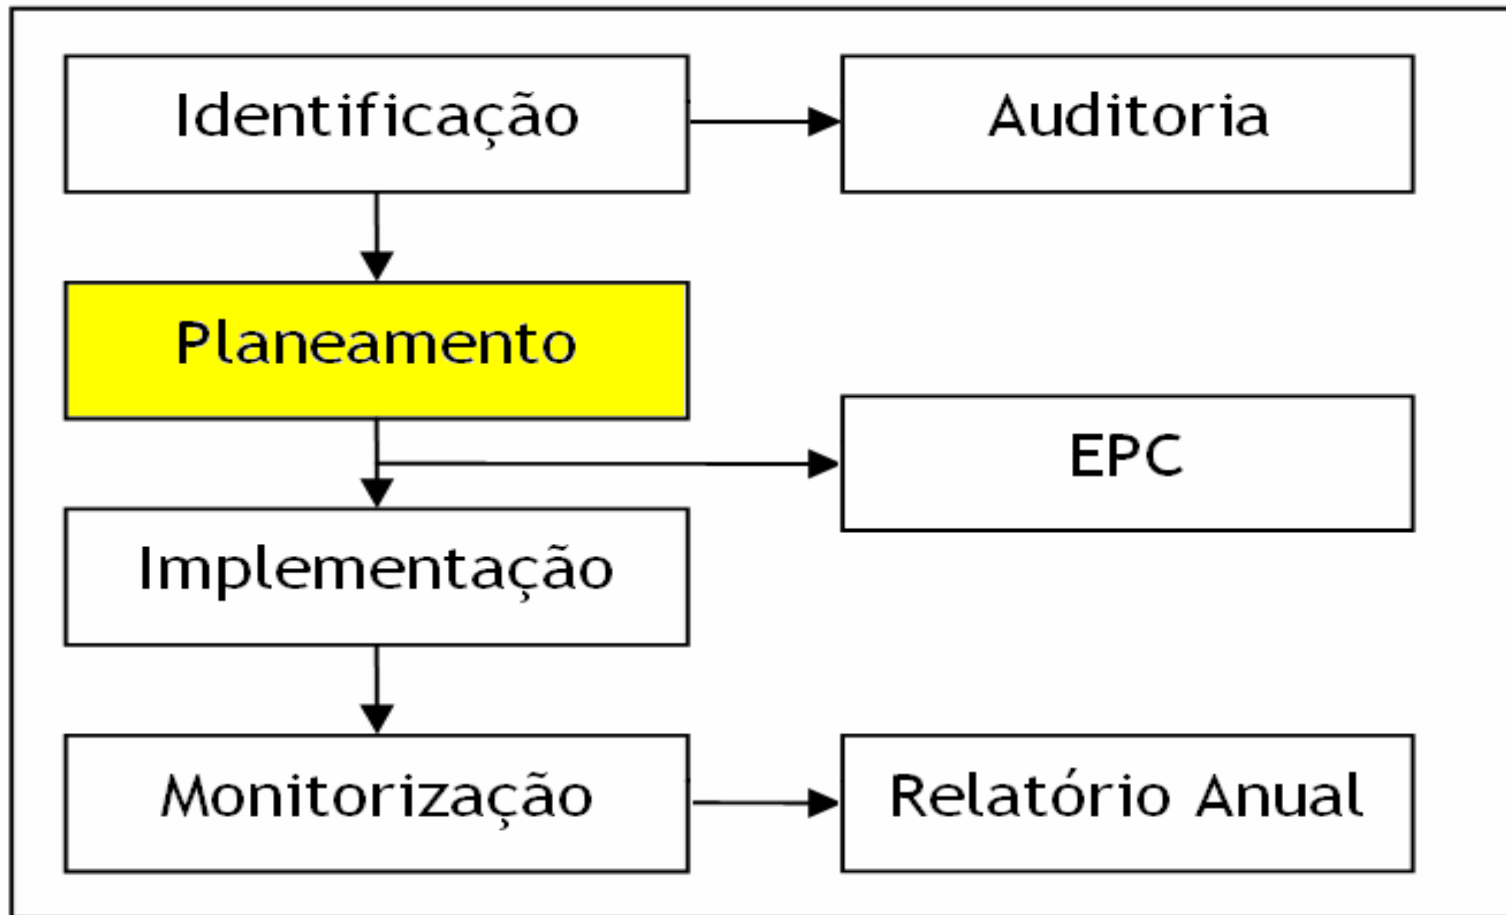 Identificação
Auditoria
Planeamento
EPC
Implementação
Monitorização
Relatório Anual